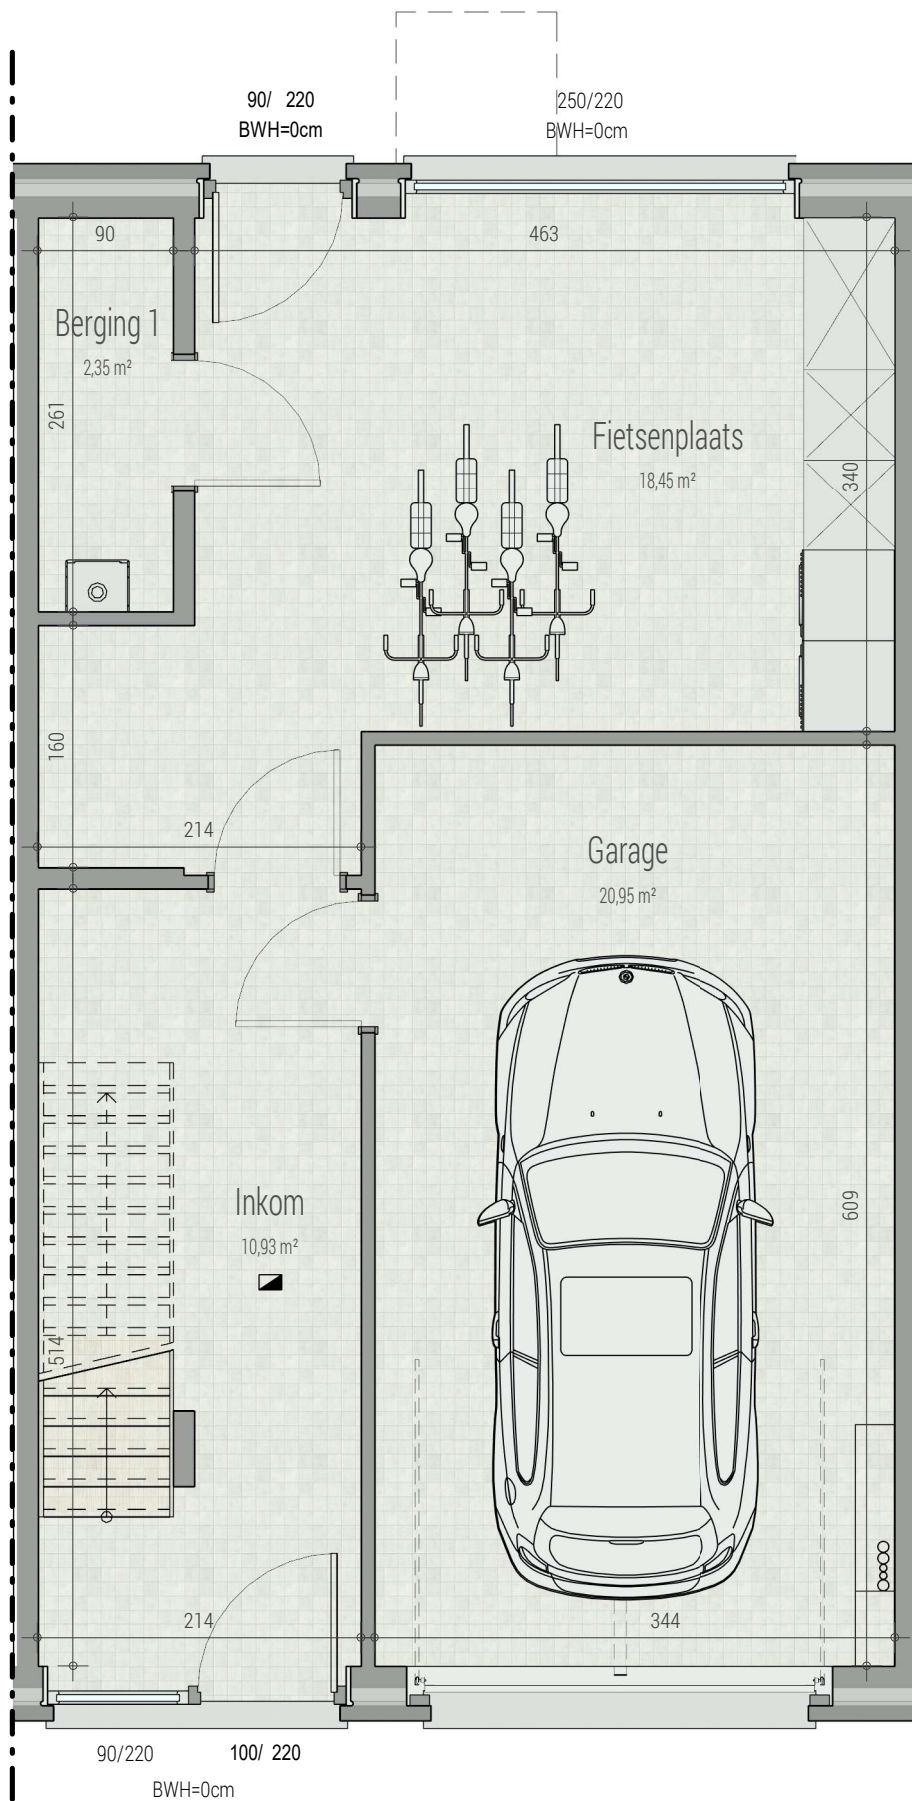 90/ 220
BWH=0cm
250/220
BWH=0cm
90
463
Berging 1
2,35 m²
261
Fietsenplaats
18,45 m²
340
160
214
Garage
20,95 m²
Inkom
10,93 m²
609
514
214
344
90/220
100/ 220
BWH=0cm